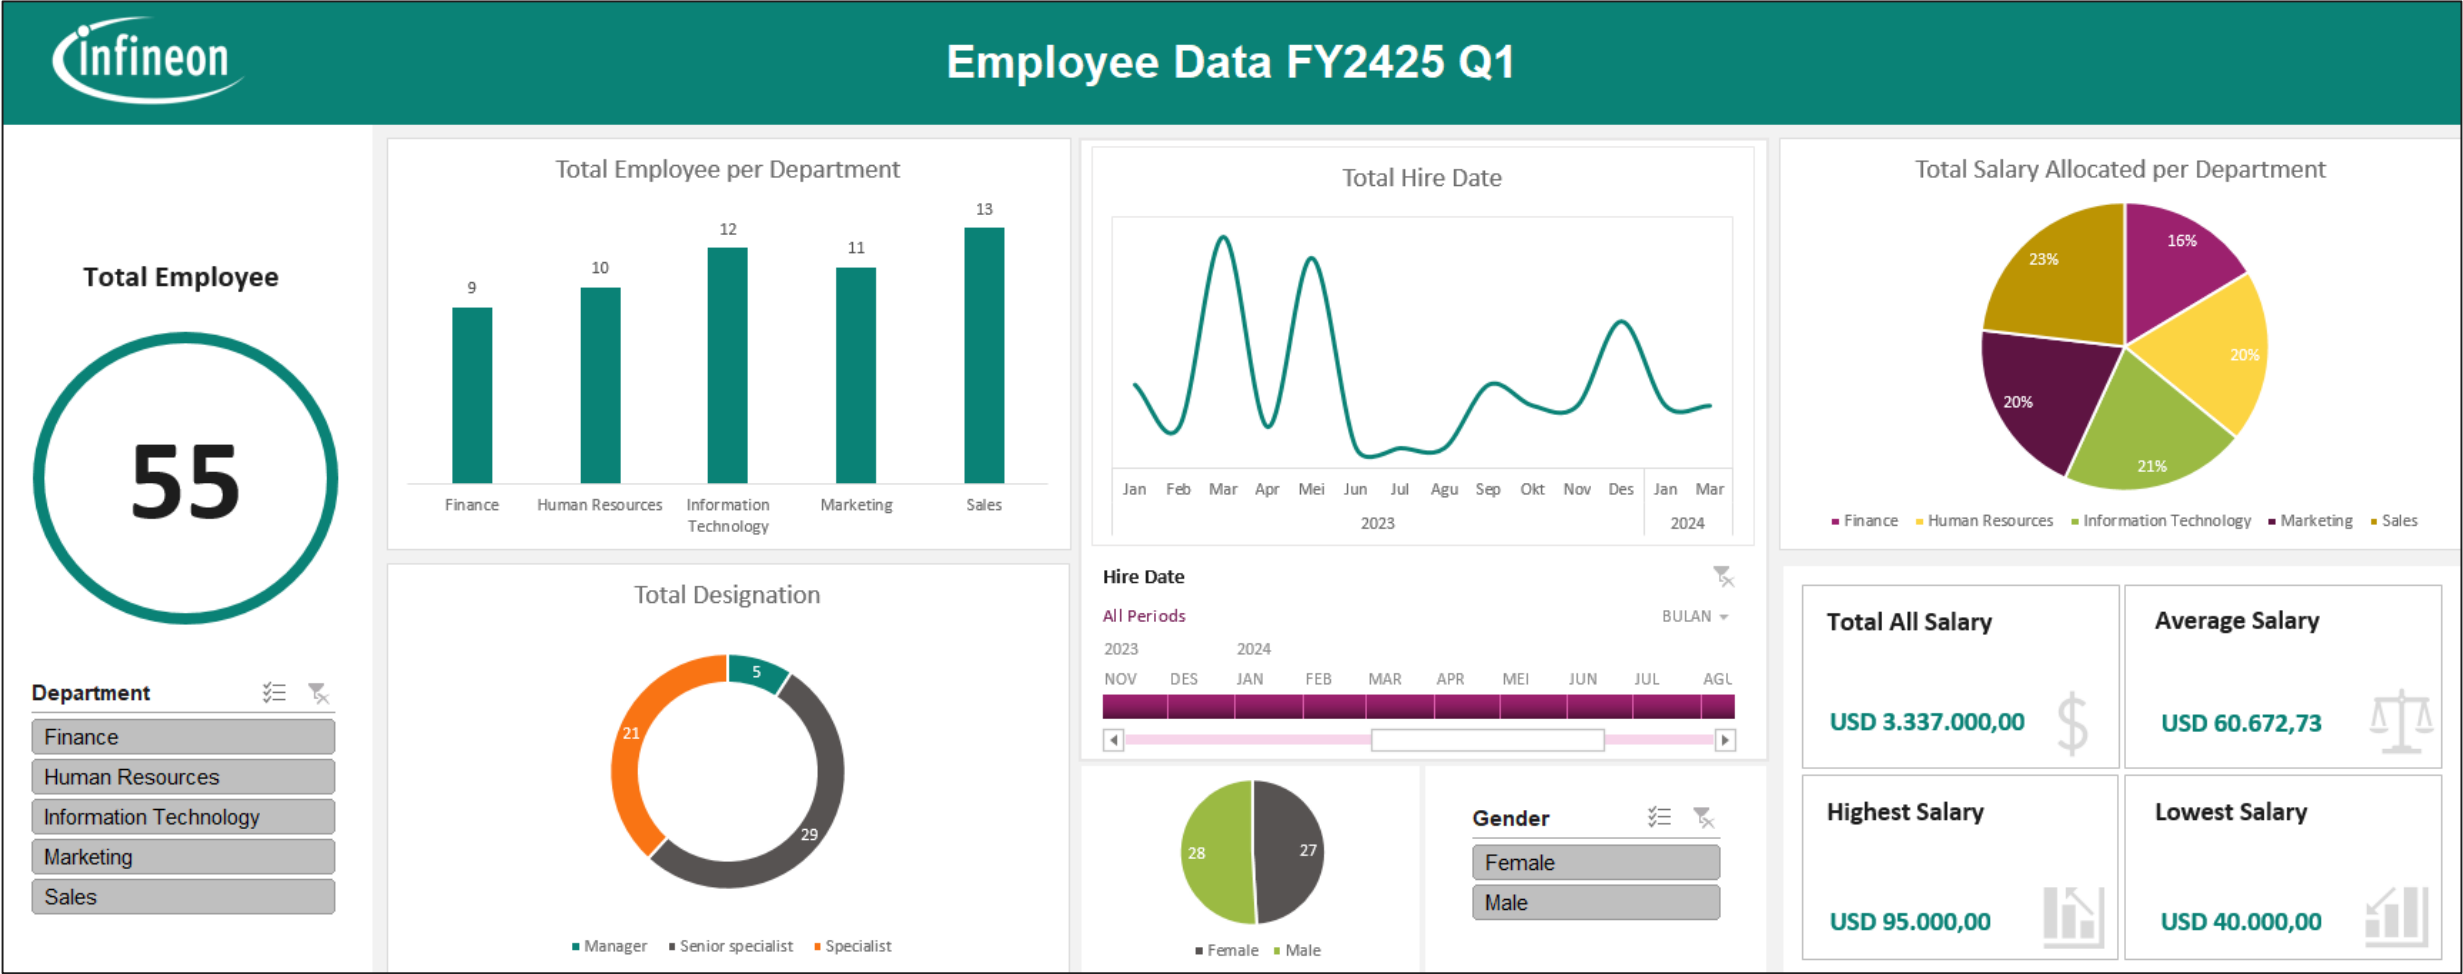 infineon
Employee Data FY2425 Q1
Total Employee
55
Department
Finance
Human Resources
Information Technology
Marketing
Sales
Total Employee per Department
9
10
12
11
13
Finance
Human Resources
Information
Technology
Marketing
Sales
Total Designation
5
21
29
Manager Senior specialist Specialist
Total Hire Date
Jan Feb Mar Apr Mei Jun Jul Agu Sep Okt Nov Des Jan Mar
2023 2024
Hire Date
All Periods BULAN
2023 2024
NOV DES JAN FEB MAR APR MEI JUN JUL AGU
28 27
Female Male
Gender
Female
Male
Total Salary Allocated per Department
16%
23%
20%
20%
21%
Finance Human Resources Information Technology Marketing Sales
Total All Salary
USD 3.337.000,00
Average Salary
USD 60.672,73
Highest Salary
USD 95.000,00
Lowest Salary
USD 40.000,00